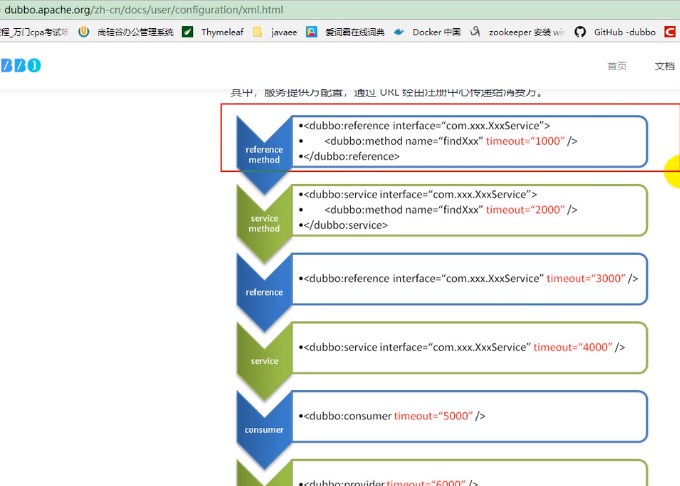 dubbo.apache.org/zh-cn/docs/user/configuration/xml.html
程_万门cpa考试培 尚硅谷办公管理系统 Thymeleaf javaee 爱词霸在线词典 Docker 中国 zookeeper 安装 win GitHub -dubbo
BBO 首页 文档
其中，服务提供方配置，通过 URL 经由注册中心传递给消费方。
reference method
•<dubbo:reference interface=“com.xxx.XxxService”>
• <dubbo:method name=“findXxx” timeout=“1000” />
•</dubbo:reference>
service method
•<dubbo:service interface=“com.xxx.XxxService”>
• <dubbo:method name=“findXxx” timeout=“2000” />
•</dubbo:service>
reference
•<dubbo:reference interface=“com.xxx.XxxService” timeout=“3000” />
service
•<dubbo:service interface=“com.xxx.XxxService” timeout=“4000” />
consumer
•<dubbo:consumer timeout=“5000” />
•<dubbo:provider timeout=“6000” />